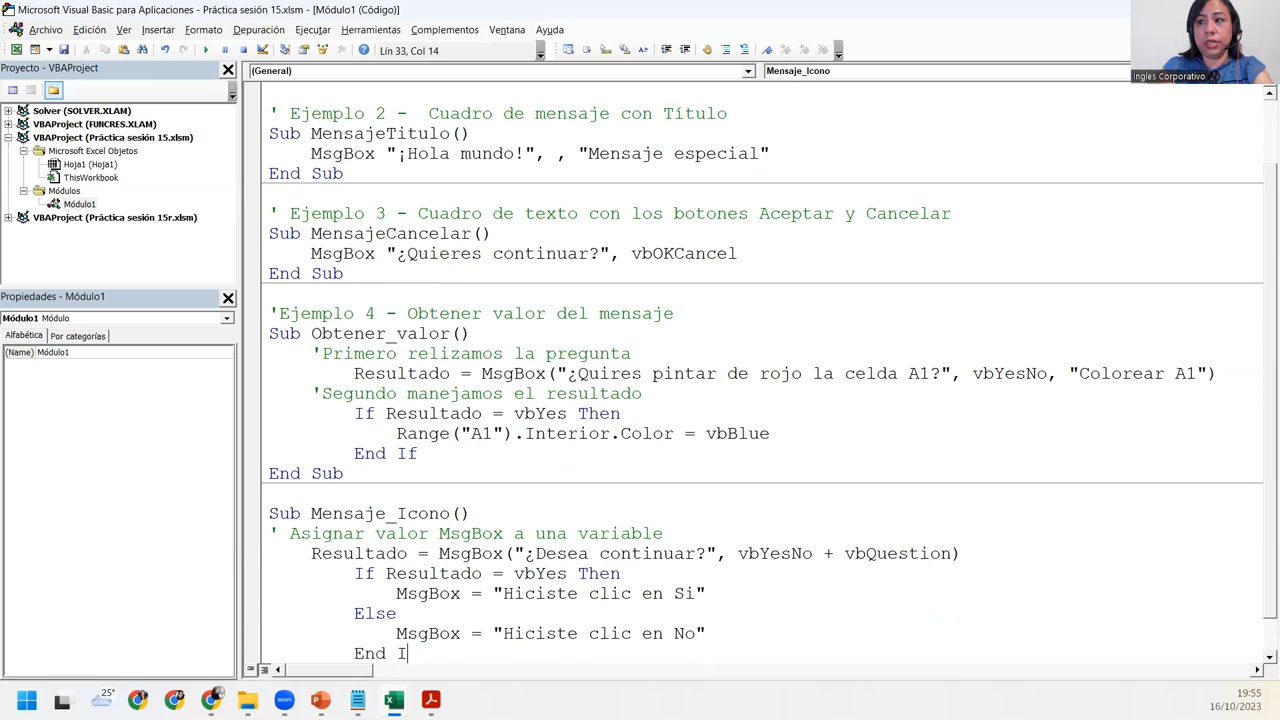 Microsoft Visual Basic para Aplicaciones - Práctica sesión 15.xlsm - [Módulo1 (Código)]
Archivo Edición Ver Insertar Formato Depuración Ejecutar Herramientas Complementos Ventana Ayuda
Lín 33, Col 14
Ingles Corporativo
Proyecto - VBAProject
Solver (SOLVER.XLAM)
VBAProject (FUNCRES.XLAM)
VBAProject (Práctica sesión 15.xlsm)
Microsoft Excel Objetos
Hoja1 (Hoja1)
ThisWorkbook
Módulos
Módulo1
VBAProject (Práctica sesión 15r.xlsm)
Propiedades - Módulo1
Módulo1 Módulo
Alfabética Por categorías
(Name) Módulo1
(General) Mensaje_Icono
' Ejemplo 2 -  Cuadro de mensaje con Título
Sub MensajeTitulo()
MsgBox "¡Hola mundo!", , "Mensaje especial"
End Sub
' Ejemplo 3 - Cuadro de texto con los botones Aceptar y Cancelar
Sub MensajeCancelar()
MsgBox "¿Quieres continuar?", vbOKCancel
End Sub
'Ejemplo 4 - Obtener valor del mensaje
Sub Obtener_valor()
'Primero relizamos la pregunta
Resultado = MsgBox("¿Quires pintar de rojo la celda A1?", vbYesNo, "Colorear A1")
'Segundo manejamos el resultado
If Resultado = vbYes Then
Range("A1").Interior.Color = vbBlue
End If
End Sub
Sub Mensaje_Icono()
' Asignar valor MsgBox a una variable
Resultado = MsgBox("¿Desea continuar?", vbYesNo + vbQuestion)
If Resultado = vbYes Then
MsgBox = "Hiciste clic en Si"
Else
MsgBox = "Hiciste clic en No"
End I
25°
zoom
19:55
16/10/2023